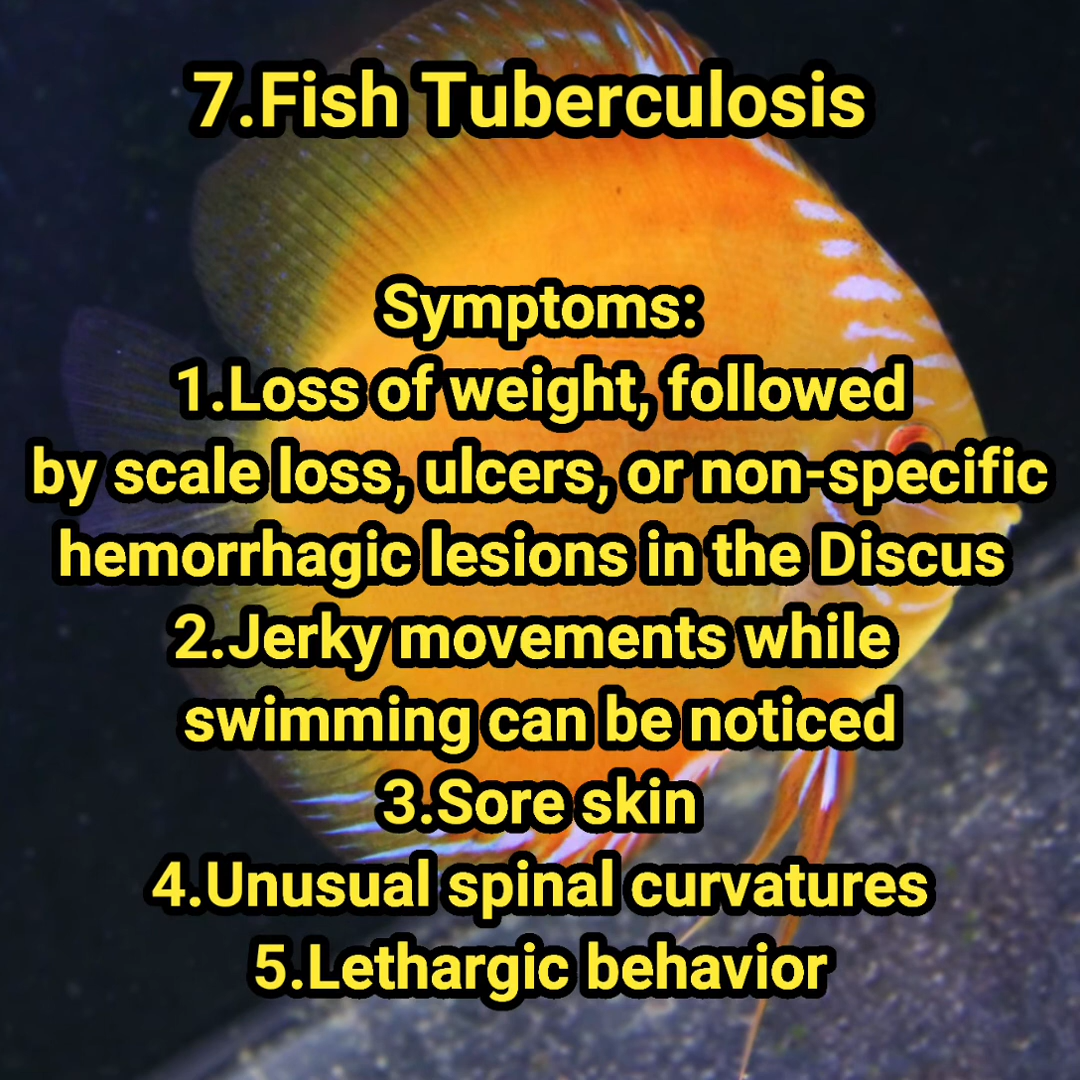 7.Fish Tuberculosis
Symptoms:
1.Loss of weight, followed
by scale loss, ulcers, or non-specific
hemorrhagic lesions in the Discus
2.Jerky movements while
swimming can be noticed
3.Sore skin
4.Unusual spinal curvatures
5.Lethargic behavior